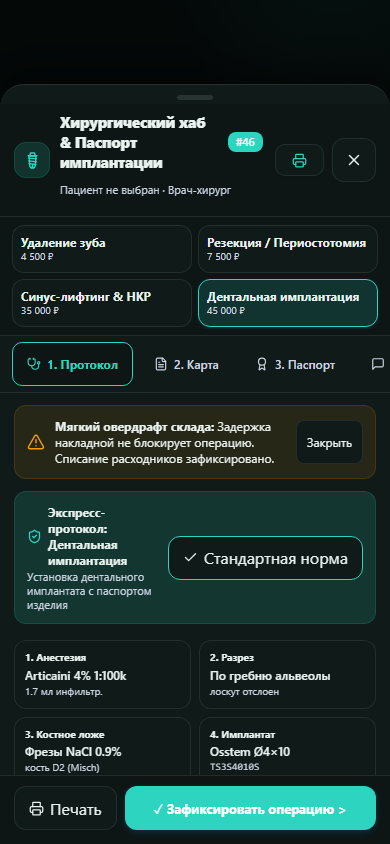 Хирургический хаб
& Паспорт
имплантации
#46
Пациент не выбран · Врач-хирург
Удаление зуба
4 500 ₽
Резекция / Периостотомия
7 500 ₽
Синус-лифтинг & НКР
35 000 ₽
Дентальная имплантация
45 000 ₽
1. Протокол
2. Карта
3. Паспорт
Мягкий овердрафт склада: Задержка
накладной не блокирует операцию.
Списание расходников зафиксировано.
Закрыть
Экспресс-
протокол:
Дентальная
имплантация
Установка дентального
имплантата с паспортом
изделия
✓ Стандартная норма
1. Анестезия
Articaini 4% 1:100k
1.7 мл инфильтр.
2. Разрез
По гребню альвеолы
лоскут отслоен
3. Костное ложе
Фрезы NaCl 0.9%
кость D2 (Misch)
4. Имплантат
Osstem Ø4×10
TS3S4010S
Печать
✓ Зафиксировать операцию >